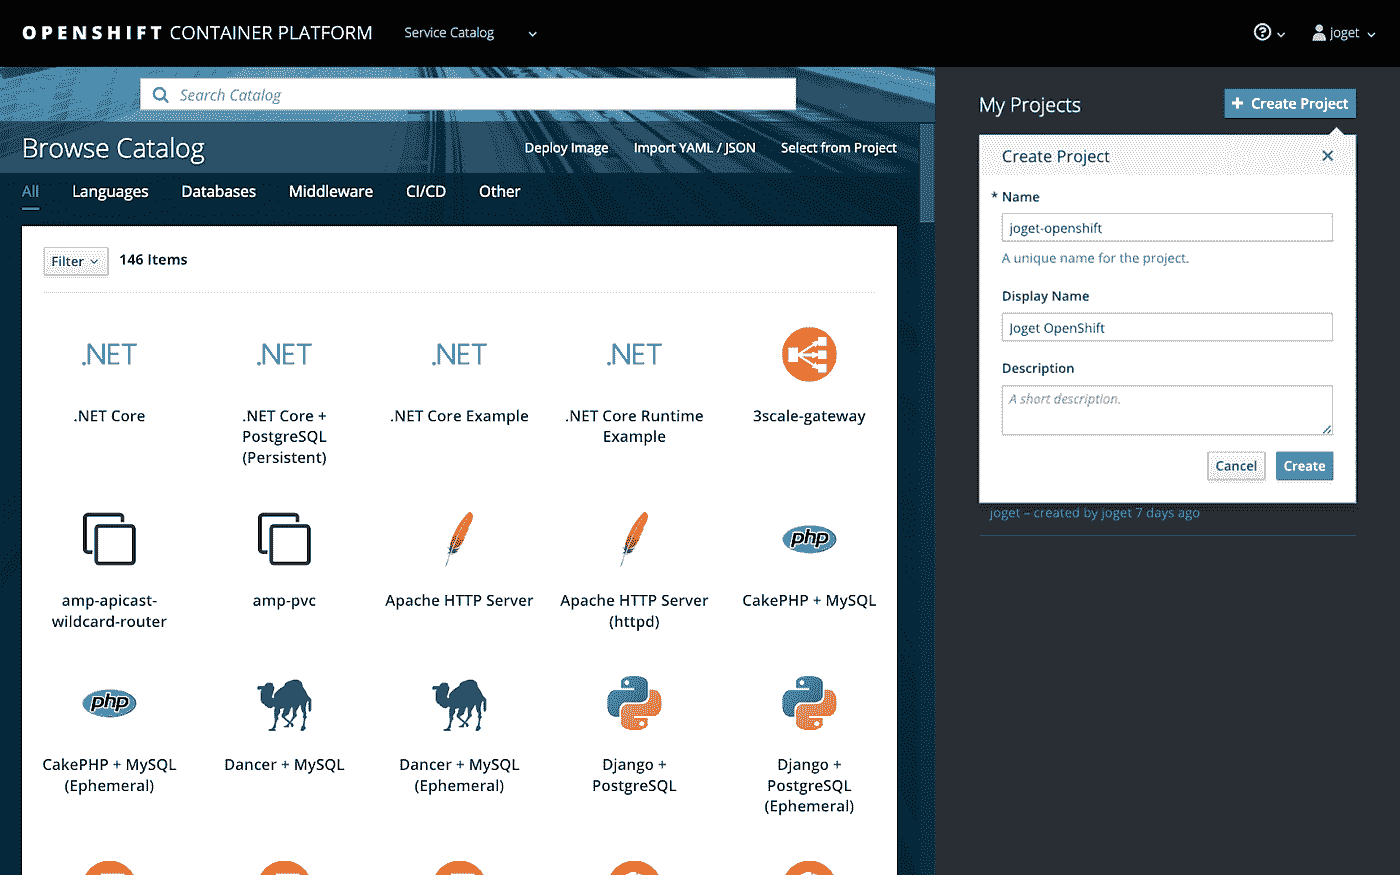 OPENSHIFT CONTAINER PLATFORM
Service Catalog
joget
Search Catalog
Browse Catalog
Deploy Image
Import YAML / JSON
Select from Project
All
Languages
Databases
Middleware
CI/CD
Other
Filter
146 Items
.NET
.NET
.NET
.NET
.NET Core
.NET Core +
PostgreSQL
(Persistent)
.NET Core Example
.NET Core Runtime
Example
3scale-gateway
amp-apicast-
wildcard-router
amp-pvc
Apache HTTP Server
Apache HTTP Server
(httpd)
php
CakePHP + MySQL
php
CakePHP + MySQL
(Ephemeral)
Dancer + MySQL
Dancer + MySQL
(Ephemeral)
Django +
PostgreSQL
Django +
PostgreSQL
(Ephemeral)
My Projects
+ Create Project
Create Project
* Name
joget-openshift
A unique name for the project.
Display Name
Joget OpenShift
Description
A short description.
Cancel
Create
joget – created by joget 7 days ago